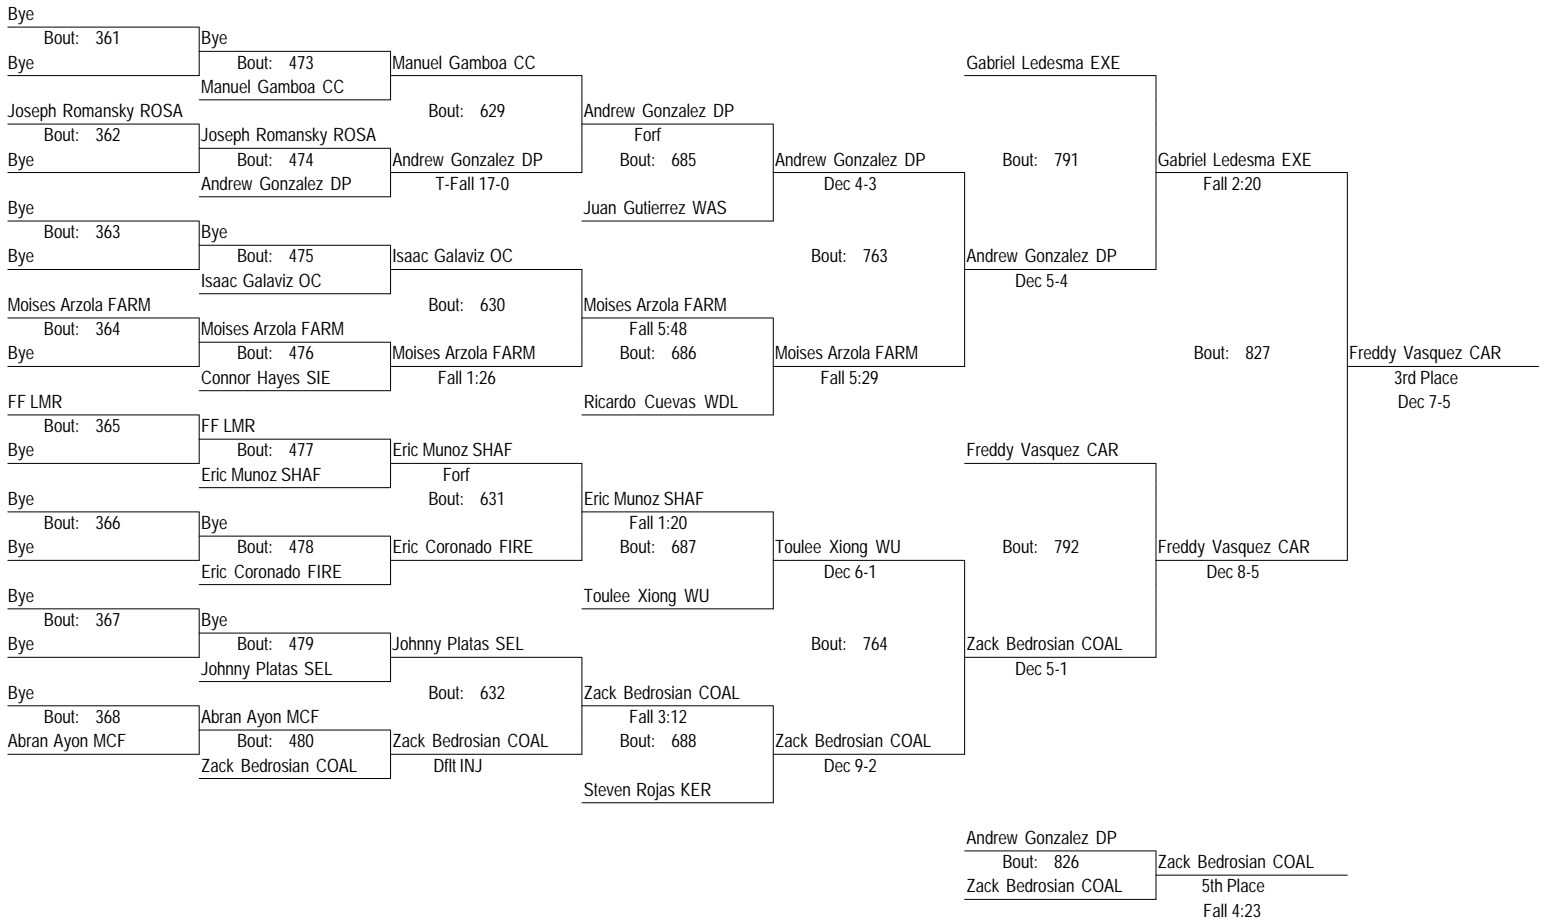 Bye
Bout: 361
Bye
Bye
Bout: 473
Manuel Gamboa CC
Manuel Gamboa CC
Bout: 629
Joseph Romansky ROSA
Bout: 362
Bye
Joseph Romansky ROSA
Bout: 474
Andrew Gonzalez DP
Andrew Gonzalez DP
T-Fall 17-0
Andrew Gonzalez DP
Forf
Bout: 685
Juan Gutierrez WAS
Andrew Gonzalez DP
Dec 4-3
Bye
Bout: 363
Bye
Bye
Bout: 475
Isaac Galaviz OC
Isaac Galaviz OC
Bout: 630
Moises Arzola FARM
Bout: 364
Bye
Moises Arzola FARM
Bout: 476
Connor Hayes SIE
Moises Arzola FARM
Fall 1:26
Moises Arzola FARM
Fall 5:48
Bout: 686
Ricardo Cuevas WDL
Moises Arzola FARM
Fall 5:29
Bout: 763
Gabriel Ledesma EXE
Bout: 791
Andrew Gonzalez DP
Dec 5-4
Gabriel Ledesma EXE
Fall 2:20
FF LMR
Bout: 365
Bye
FF LMR
Bout: 477
Eric Munoz SHAF
Eric Munoz SHAF
Forf
Bout: 631
Bye
Bout: 366
Bye
Bye
Bout: 478
Eric Coronado FIRE
Eric Coronado FIRE
Eric Munoz SHAF
Fall 1:20
Bout: 687
Toulee Xiong WU
Toulee Xiong WU
Dec 6-1
Bye
Bout: 367
Bye
Bye
Bout: 479
Johnny Platas SEL
Johnny Platas SEL
Bout: 632
Bye
Bout: 368
Abran Ayon MCF
Abran Ayon MCF
Bout: 480
Zack Bedrosian COAL
Zack Bedrosian COAL
Dflt INJ
Zack Bedrosian COAL
Fall 3:12
Bout: 688
Steven Rojas KER
Zack Bedrosian COAL
Dec 9-2
Bout: 764
Freddy Vasquez CAR
Bout: 792
Zack Bedrosian COAL
Dec 5-1
Freddy Vasquez CAR
Dec 8-5
Bout: 827
Freddy Vasquez CAR
3rd Place
Dec 7-5
Andrew Gonzalez DP
Bout: 826
Zack Bedrosian COAL
Zack Bedrosian COAL
5th Place
Fall 4:23